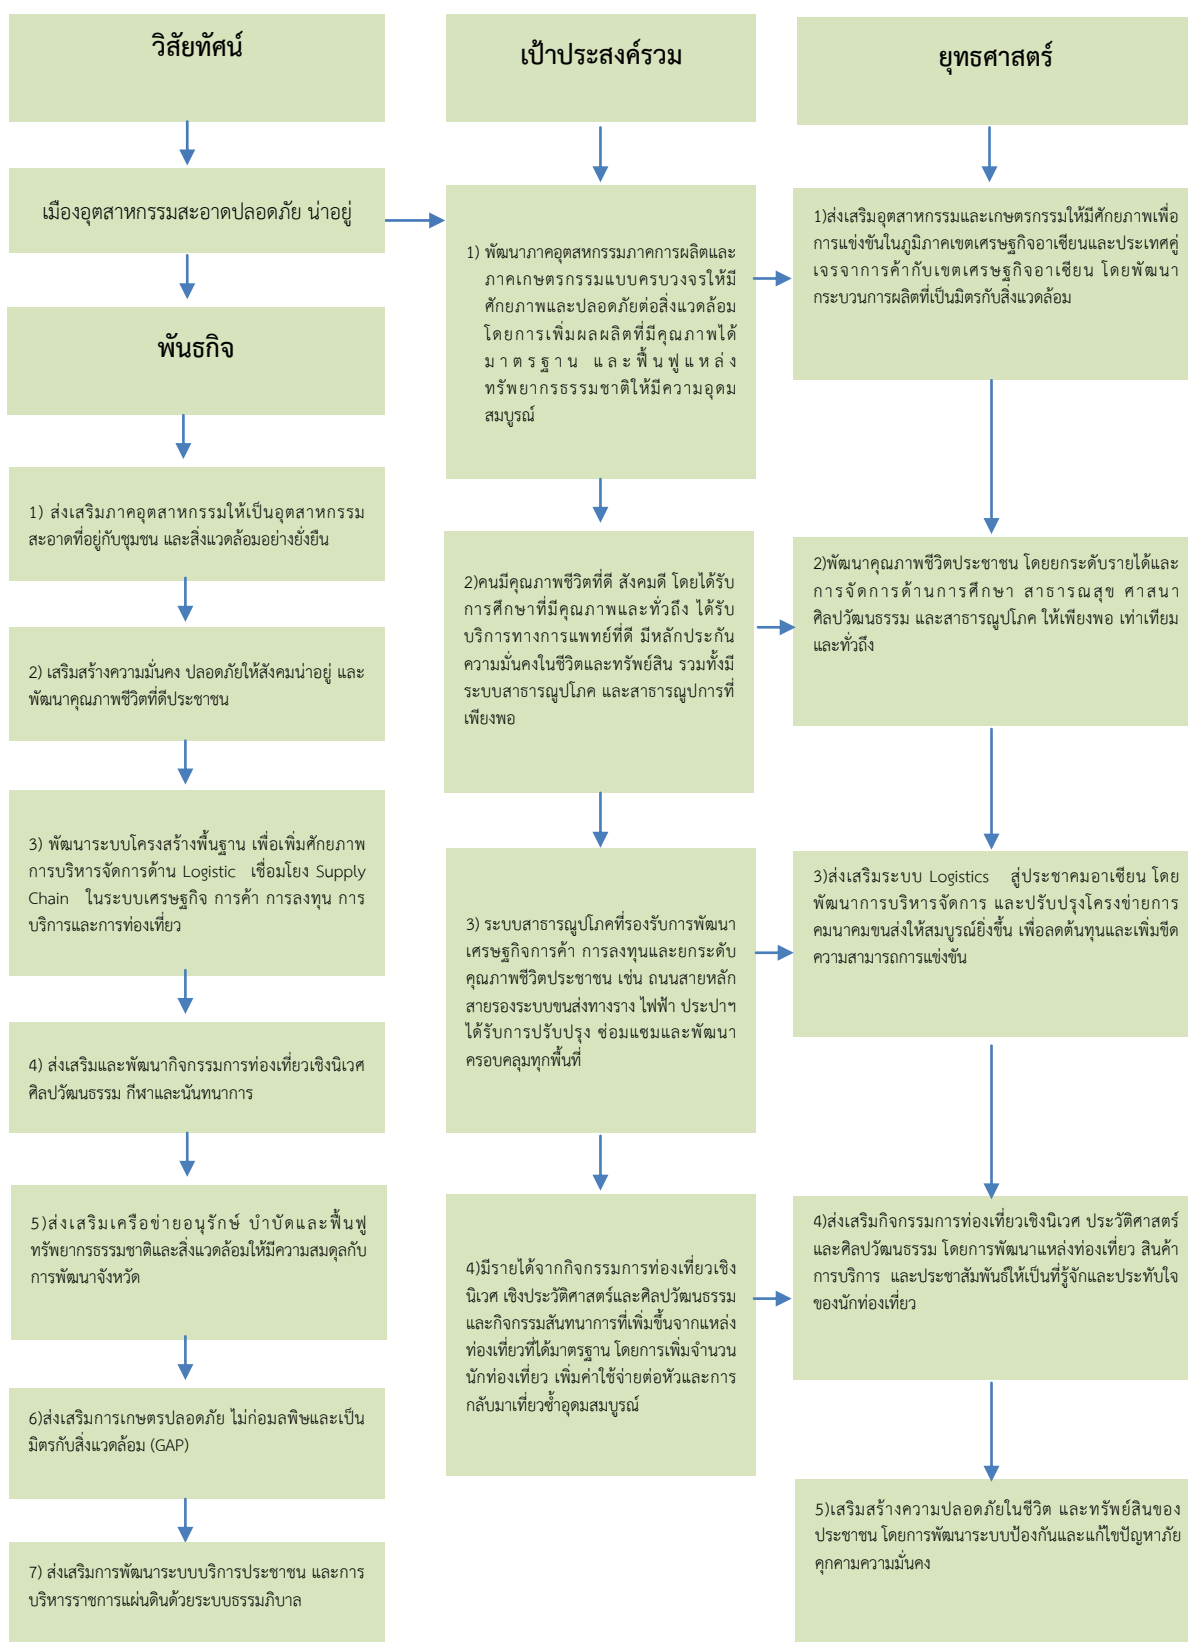 วิสัยทัศน์
เมืองอุตสาหกรรมสะอาดปลอดภัย น่าอยู่
พันธกิจ
1) ส่งเสริมภาคอุตสาหกรรมให้เป็นอุตสาหกรรม
สะอาดที่อยู่กับชุมชน และสิ่งแวดล้อมอย่างยั่งยืน
2) เสริมสร้างความมั่นคง ปลอดภัยให้สังคมน่าอยู่ และ
พัฒนาคุณภาพชีวิตที่ดีประชาชน
3) พัฒนาระบบโครงสร้างพื้นฐาน เพื่อเพิ่มศักยภาพ
การบริหารจัดการด้าน Logistic เชื่อมโยง Supply
Chain ในระบบเศรษฐกิจ การค้า การลงทุน การ
บริการและการท่องเที่ยว
4) ส่งเสริมและพัฒนากิจกรรมการท่องเที่ยวเชิงนิเวศ
ศิลปวัฒนธรรม กีฬาและนันทนาการ
5)ส่งเสริมเครือข่ายอนุรักษ์ บำบัดและฟื้นฟู
ทรัพยากรธรรมชาติและสิ่งแวดล้อมให้มีความสมดุลกับ
การพัฒนาจังหวัด
6)ส่งเสริมการเกษตรปลอดภัย ไม่ก่อมลพิษและเป็น
มิตรกับสิ่งแวดล้อม (GAP)
7) ส่งเสริมการพัฒนาระบบบริการประชาชน และการ
บริหารราชการแผ่นดินด้วยระบบธรรมภิบาล
เป้าประสงค์รวม
1) พัฒนาภาคอุตสหกรรมภาคการผลิตและ
ภาคเกษตรกรรมแบบครบวงจรให้มี
ศักยภาพและปลอดภัยต่อสิ่งแวดล้อม
โดยการเพิ่มผลผลิตที่มีคุณภาพได้
มาตรฐาน และฟื้นฟูแหล่ง
ทรัพยากรธรรมชาติให้มีความอุดม
สมบูรณ์
2)คนมีคุณภาพชีวิตที่ดี สังคมดี โดยได้รับ
การศึกษาที่มีคุณภาพและทั่วถึง ได้รับ
บริการทางการแพทย์ที่ดี มีหลักประกัน
ความมั่นคงในชีวิตและทรัพย์สิน รวมทั้งมี
ระบบสาธารณูปโภค และสาธารณูปการที่
เพียงพอ
3) ระบบสาธารณูปโภคที่รองรับการพัฒนา
เศรษฐกิจการค้า การลงทุนและยกระดับ
คุณภาพชีวิตประชาชน เช่น ถนนสายหลัก
สายรองระบบขนส่งทางราง ไฟฟ้า ประปาฯ
ได้รับการปรับปรุง ซ่อมแซมและพัฒนา
ครอบคลุมทุกพื้นที่
4)มีรายได้จากกิจกรรมการท่องเที่ยวเชิง
นิเวศ เชิงประวัติศาสตร์และศิลปวัฒนธรรม
และกิจกรรมสันทนาการที่เพิ่มขึ้นจากแหล่ง
ท่องเที่ยวที่ได้มาตรฐาน โดยการเพิ่มจำนวน
นักท่องเที่ยว เพิ่มค่าใช้จ่ายต่อหัวและการ
กลับมาเที่ยวซ้ำอุดมสมบูรณ์
ยุทธศาสตร์
1)ส่งเสริมอุตสาหกรรมและเกษตรกรรมให้มีศักยภาพเพื่อ
การแข่งขันในภูมิภาคเขตเศรษฐกิจอาเซียนและประเทศคู่
เจรจาการค้ากับเขตเศรษฐกิจอาเซียน โดยพัฒนา
กระบวนการผลิตที่เป็นมิตรกับสิ่งแวดล้อม
2)พัฒนาคุณภาพชีวิตประชาชน โดยยกระดับรายได้และ
การจัดการด้านการศึกษา สาธารณสุข ศาสนา
ศิลปวัฒนธรรม และสาธารณูปโภค ให้เพียงพอ เท่าเทียม
และทั่วถึง
3)ส่งเสริมระบบ Logistics สู่ประชาคมอาเซียน โดย
พัฒนาการบริหารจัดการ และปรับปรุงโครงข่ายการ
คมนาคมขนส่งให้สมบูรณ์ยิ่งขึ้น เพื่อลดต้นทุนและเพิ่มขีด
ความสามารถการแข่งขัน
4)ส่งเสริมกิจกรรมการท่องเที่ยวเชิงนิเวศ ประวัติศาสตร์
และศิลปวัฒนธรรม โดยการพัฒนาแหล่งท่องเที่ยว สินค้า
การบริการ และประชาสัมพันธ์ให้เป็นที่รู้จักและประทับใจ
ของนักท่องเที่ยว
5)เสริมสร้างความปลอดภัยในชีวิต และทรัพย์สินของ
ประชาชน โดยการพัฒนาระบบป้องกันและแก้ไขปัญหาภัย
คุกคามความมั่นคง